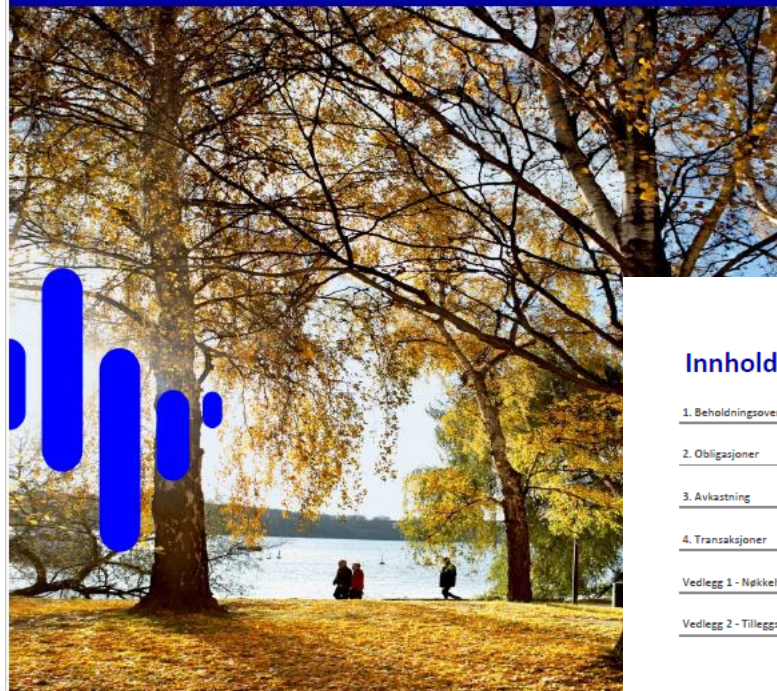 Innhold
1. Beholdningsover
2. Obligasjoner
3. Avkastning
4. Transaksjoner
Vedlegg 1 - Nøkkel
Vedlegg 2 - Tilleggs